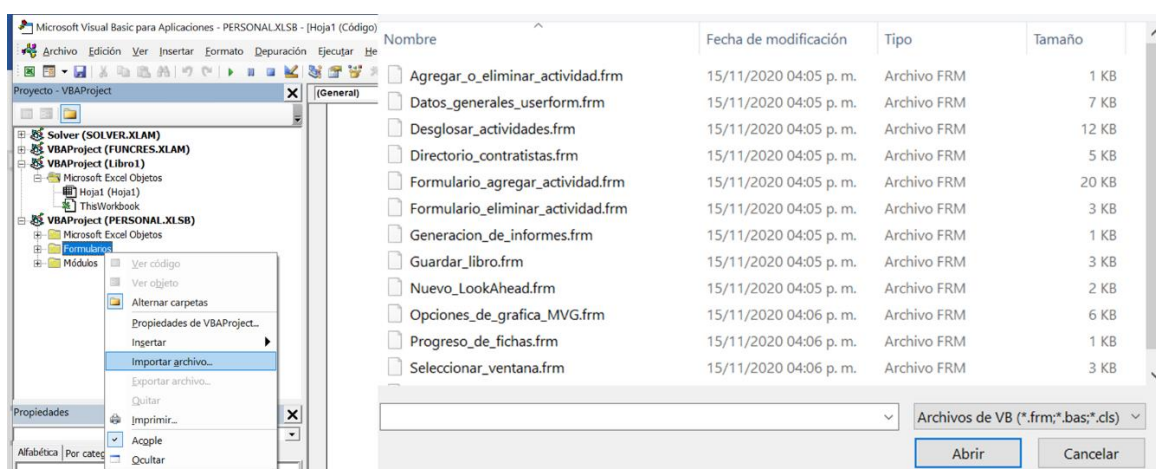 Microsoft Visual Basic para Aplicaciones - PERSONAL.XLSB - [Hoja1 (Código)
Archivo Edición Ver Insertar Formato Depuración Ejecutar He
Proyecto - VBAProject
(General)
Solver (SOLVER.XLAM)
VBAProject (FUNCRES.XLAM)
VBAProject (Libro1)
Microsoft Excel Objetos
Hoja1 (Hoja1)
ThisWorkbook
VBAProject (PERSONAL.XLSB)
Microsoft Excel Objetos
Formularios
Módulos
Ver código
Ver objeto
Alternar carpetas
Propiedades de VBAProject...
Insertar
Importar archivo...
Exportar archivo...
Quitar
Imprimir...
Acople
Ocultar
Propiedades
Alfabética Por categ
Nombre Fecha de modificación Tipo Tamaño
Agregar_o_eliminar_actividad.frm 15/11/2020 04:05 p. m. Archivo FRM 1 KB
Datos_generales_userform.frm 15/11/2020 04:05 p. m. Archivo FRM 7 KB
Desglosar_actividades.frm 15/11/2020 04:05 p. m. Archivo FRM 12 KB
Directorio_contratistas.frm 15/11/2020 04:05 p. m. Archivo FRM 5 KB
Formulario_agregar_actividad.frm 15/11/2020 04:05 p. m. Archivo FRM 20 KB
Formulario_eliminar_actividad.frm 15/11/2020 04:05 p. m. Archivo FRM 3 KB
Generacion_de_informes.frm 15/11/2020 04:05 p. m. Archivo FRM 1 KB
Guardar_libro.frm 15/11/2020 04:05 p. m. Archivo FRM 3 KB
Nuevo_LookAhead.frm 15/11/2020 04:05 p. m. Archivo FRM 2 KB
Opciones_de_grafica_MVG.frm 15/11/2020 04:06 p. m. Archivo FRM 6 KB
Progreso_de_fichas.frm 15/11/2020 04:06 p. m. Archivo FRM 1 KB
Seleccionar_ventana.frm 15/11/2020 04:06 p. m. Archivo FRM 3 KB
Archivos de VB (*.frm;*.bas;*.cls)
Abrir Cancelar